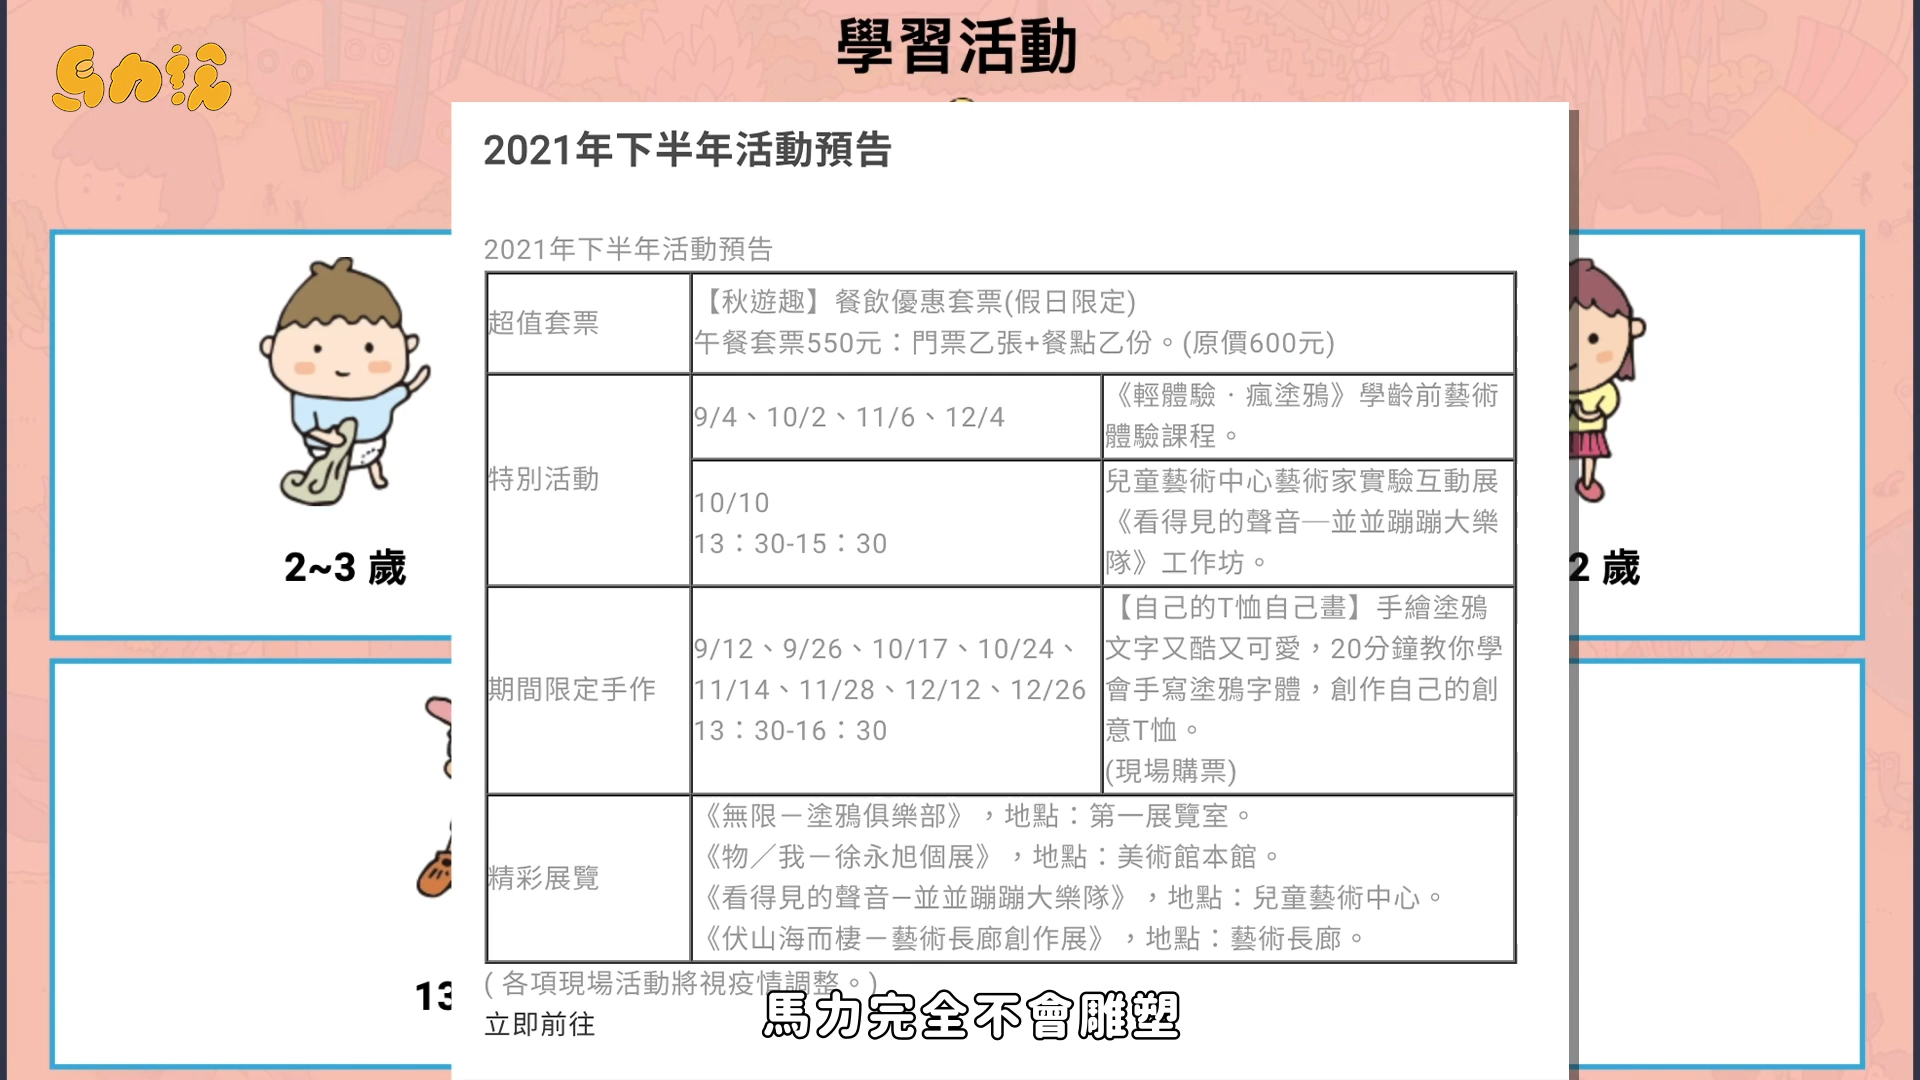 學習活動
馬力說
2021年下半年活動預告
2021年下半年活動預告
超值套票
【秋遊趣】餐飲優惠套票(假日限定)
午餐套票550元：門票乙張+餐點乙份。(原價600元)
特別活動
9/4、10/2、11/6、12/4
《輕體驗．瘋塗鴉》學齡前藝術
體驗課程。
10/10
13：30-15：30
兒童藝術中心藝術家實驗互動展
《看得見的聲音─並並蹦蹦大樂
隊》工作坊。
期間限定手作
9/12、9/26、10/17、10/24、
11/14、11/28、12/12、12/26
13：30-16：30
【自己的T恤自己畫】手繪塗鴉
文字又酷又可愛，20分鐘教你學
會手寫塗鴉字體，創作自己的創
意T恤。
(現場購票)
精彩展覽
《無限－塗鴉俱樂部》，地點：第一展覽室。
《物／我－徐永旭個展》，地點：美術館本館。
《看得見的聲音–並並蹦蹦大樂隊》，地點：兒童藝術中心。
《伏山海而棲－藝術長廊創作展》，地點：藝術長廊。
( 各項現場活動將視疫情調整。)
立即前往
2~3 歲
2 歲
13
馬力完全不會雕塑